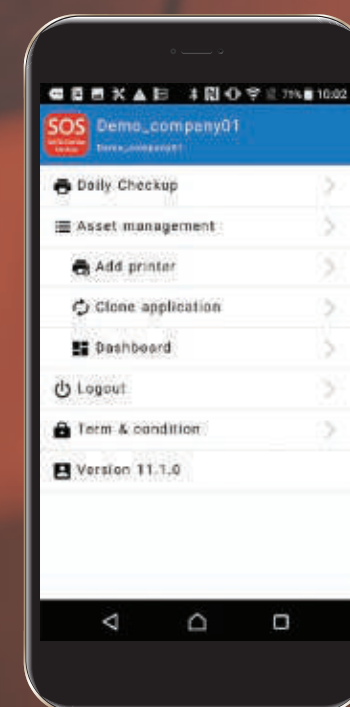 71% 10:02
SOS Demo_company01
Demo_company01
Daily Checkup
Asset management
Add printer
Clone application
Dashboard
Logout
Term & condition
Version 11.1.0